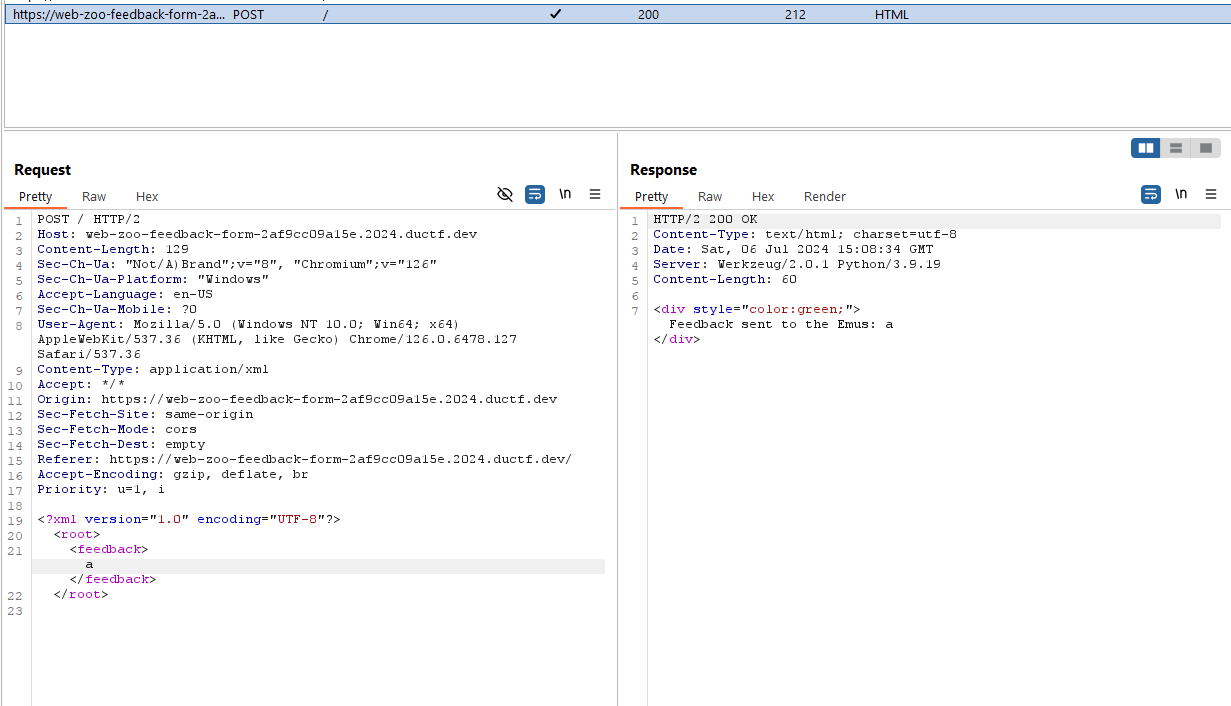 https://web-zoo-feedback-form-2a... POST / ✓ 200 212 HTML
Request
Pretty Raw Hex \n
1 POST / HTTP/2
2 Host: web-zoo-feedback-form-2af9cc09a15e.2024.ductf.dev
3 Content-Length: 129
4 Sec-Ch-Ua: "Not/A)Brand";v="8", "Chromium";v="126"
5 Sec-Ch-Ua-Platform: "Windows"
6 Accept-Language: en-US
7 Sec-Ch-Ua-Mobile: ?0
8 User-Agent: Mozilla/5.0 (Windows NT 10.0; Win64; x64)
AppleWebKit/537.36 (KHTML, like Gecko) Chrome/126.0.6478.127
Safari/537.36
9 Content-Type: application/xml
10 Accept: */*
11 Origin: https://web-zoo-feedback-form-2af9cc09a15e.2024.ductf.dev
12 Sec-Fetch-Site: same-origin
13 Sec-Fetch-Mode: cors
14 Sec-Fetch-Dest: empty
15 Referer: https://web-zoo-feedback-form-2af9cc09a15e.2024.ductf.dev/
16 Accept-Encoding: gzip, deflate, br
17 Priority: u=1, i
18
19 <?xml version="1.0" encoding="UTF-8"?>
20 <root>
21 <feedback>
a
</feedback>
22 </root>
23
Response
Pretty Raw Hex Render \n
1 HTTP/2 200 OK
2 Content-Type: text/html; charset=utf-8
3 Date: Sat, 06 Jul 2024 15:08:34 GMT
4 Server: Werkzeug/2.0.1 Python/3.9.19
5 Content-Length: 60
6
7 <div style="color:green;">
Feedback sent to the Emus: a
</div>